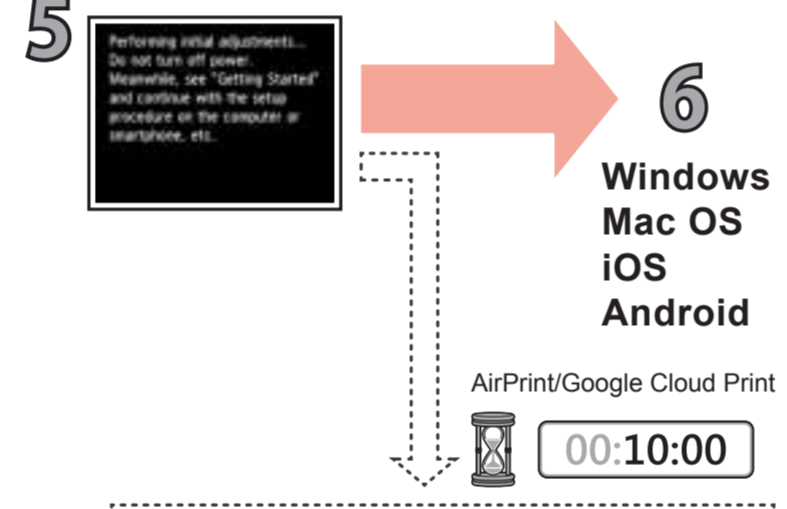 5
Performing initial adjustments...
Do not turn off power.
Meanwhile, see "Getting Started"
and continue with the setup
procedure on the computer or
smartphone, etc.
6
Windows
Mac OS
iOS
Android
AirPrint/Google Cloud Print
00:10:00